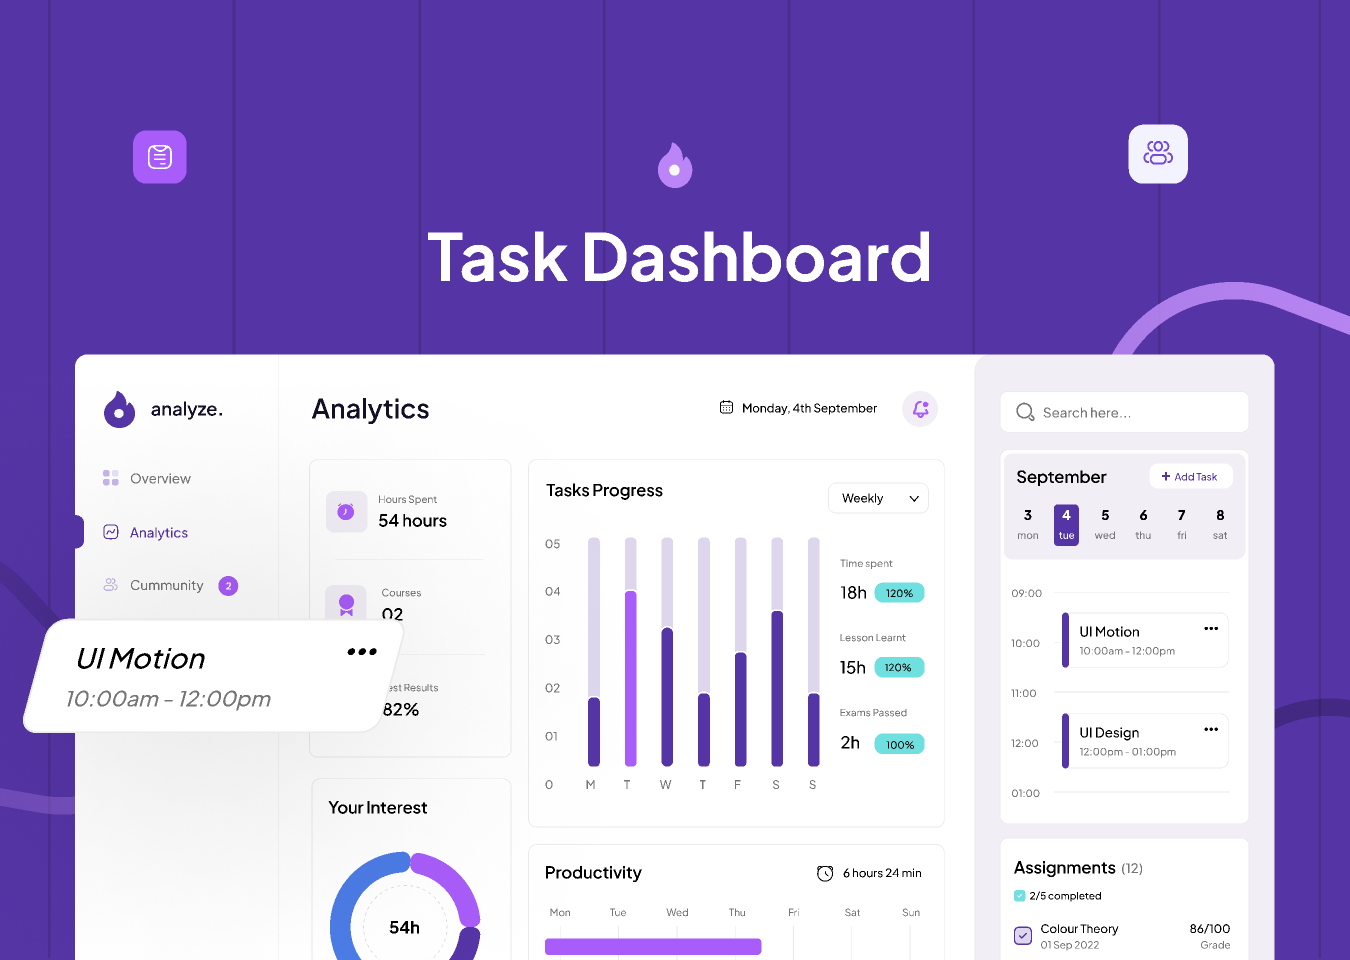 Task Dashboard
analyze.
Overview
Analytics
Cummunity 2
UI Motion
10:00am - 12:00pm
Analytics
Monday, 4th September
Hours Spent
54 hours
Courses
02
est Results
82%
Your Interest
54h
Tasks Progress
Weekly
05
04
03
02
01
0
M T W T F S S
Time spent
18h 120%
Lesson Learnt
15h 120%
Exams Passed
2h 100%
Productivity
6 hours 24 min
Mon Tue Wed Thu Fri Sat Sun
Search here...
September
+ Add Task
3 4 5 6 7 8
mon tue wed thu fri sat
09:00
10:00
UI Motion
10:00am - 12:00pm
11:00
12:00
UI Design
12:00pm - 01:00pm
01:00
Assignments (12)
2/5 completed
Colour Theory
01 Sep 2022
86/100
Grade